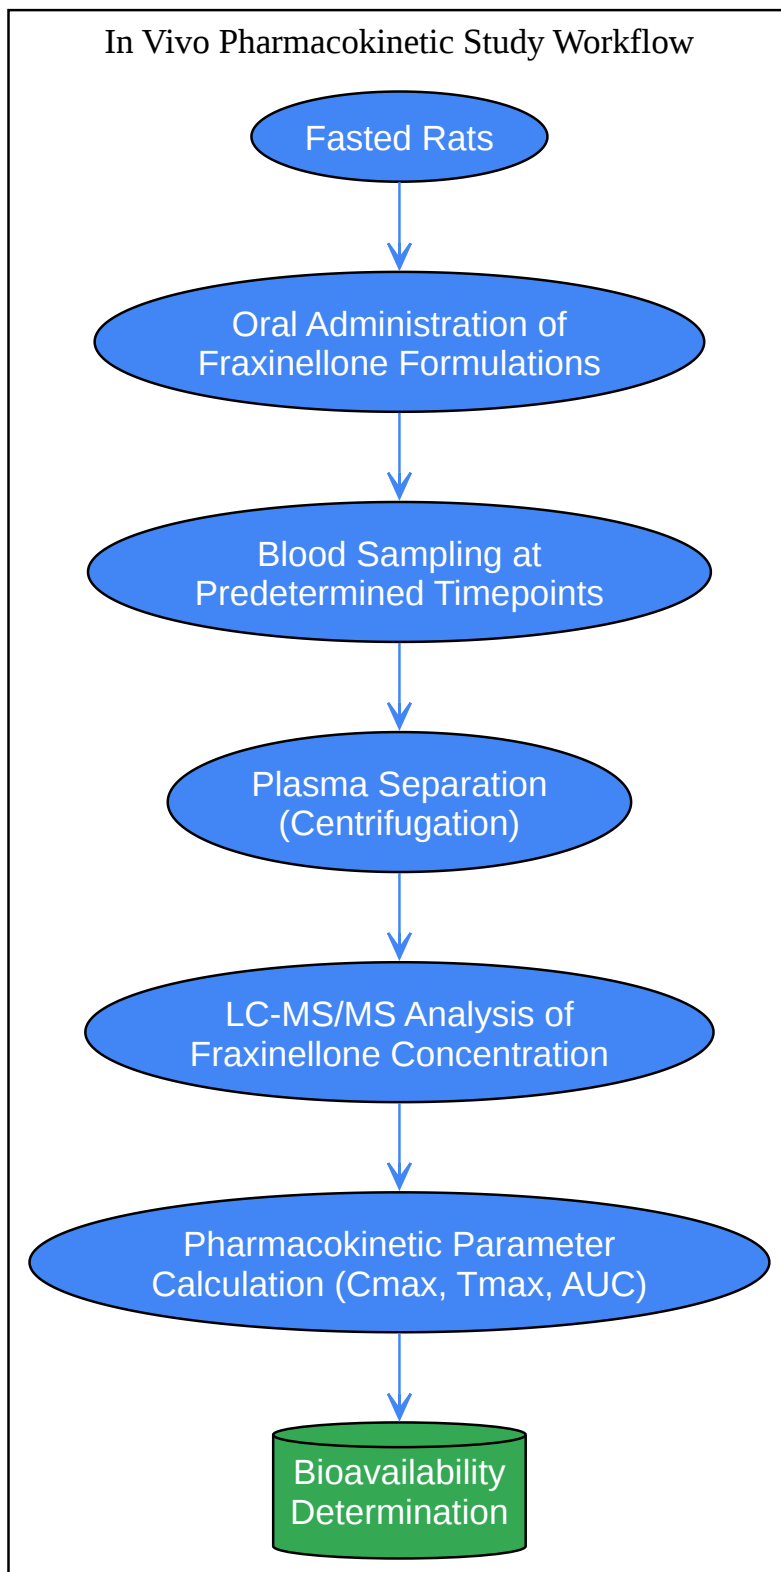 In Vivo Pharmacokinetic Study Workflow
Fasted Rats
Oral Administration of
Fraxinellone Formulations
Blood Sampling at
Predetermined Timepoints
Plasma Separation
(Centrifugation)
LC-MS/MS Analysis of
Fraxinellone Concentration
Pharmacokinetic Parameter
Calculation (Cmax, Tmax, AUC)
Bioavailability
Determination